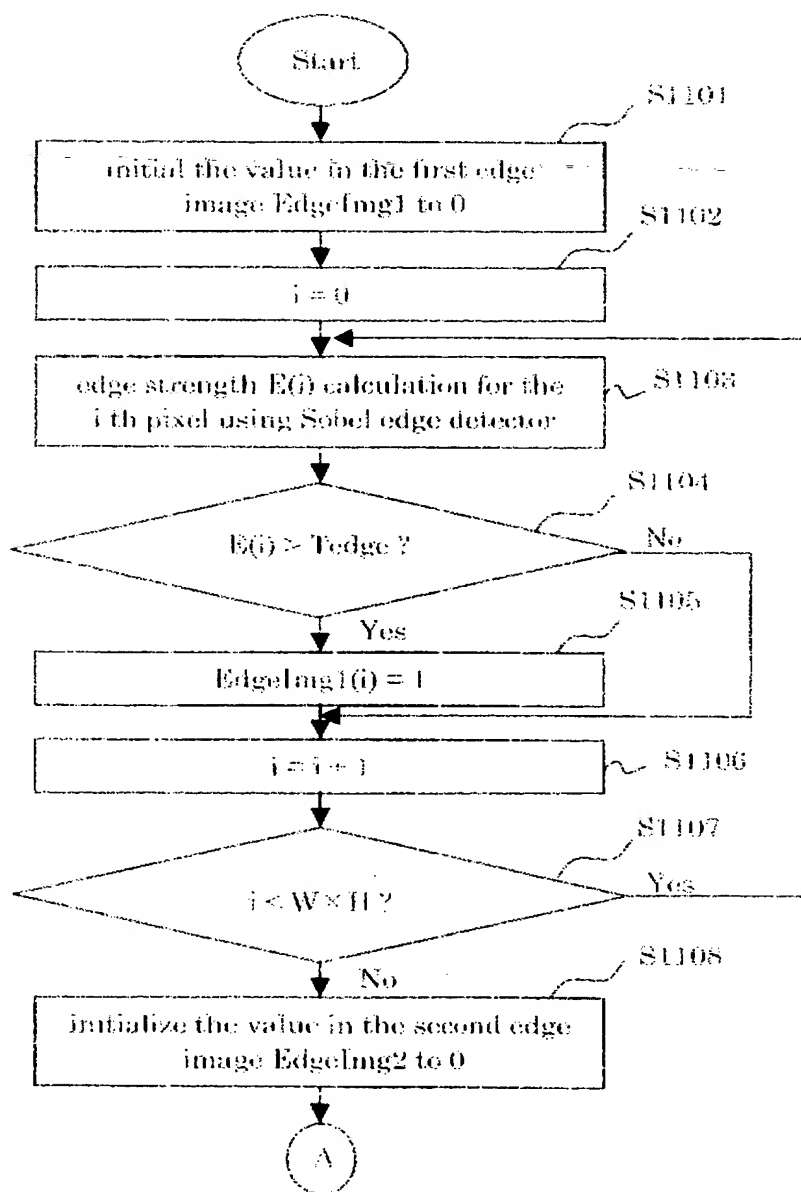 Start
S1101
initial the value in the first edge
image EdgeImg1 to 0
S1102
i = 0
edge strength E(i) calculation for the
i th pixel using Sobel edge detector
S1103
S1104
E(i) > Tedge ?
No
S1105
Yes
EdgeImg1(i) = 1
i = i + 1
S1106
S1107
i < W × H ?
Yes
S1108
No
initialize the value in the second edge
image EdgeImg2 to 0
A